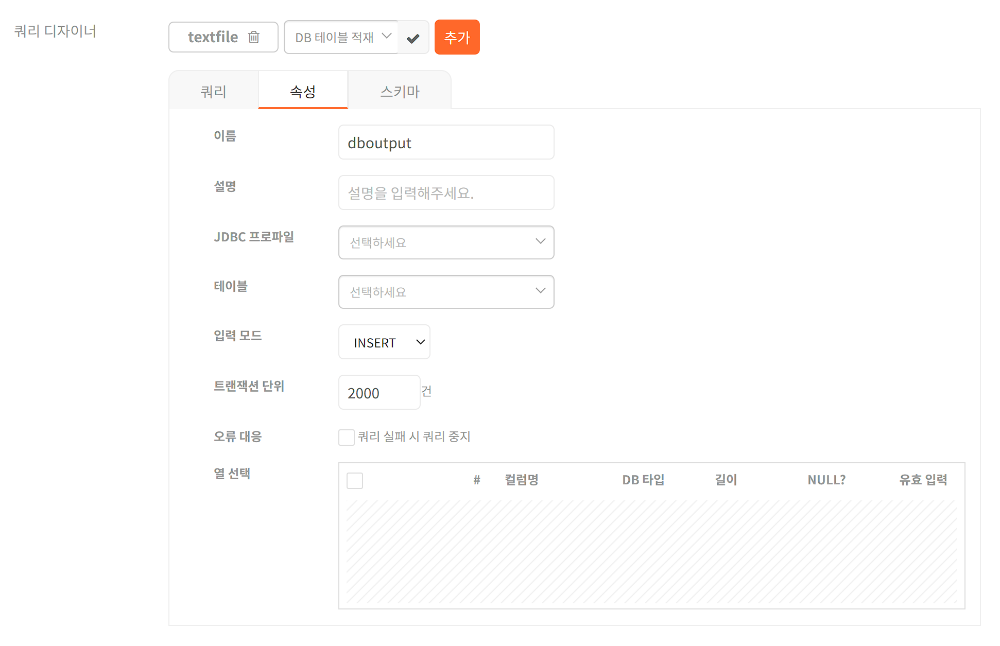 쿼리 디자이너
textfile
DB 테이블 적재
추가
쿼리
속성
스키마
이름
dboutput
설명
설명을 입력해주세요.
JDBC 프로파일
선택하세요
테이블
선택하세요
입력 모드
INSERT
트랜잭션 단위
2000 건
오류 대응
쿼리 실패 시 쿼리 중지
열 선택
# 컬럼명 DB 타입 길이 NULL? 유효 입력